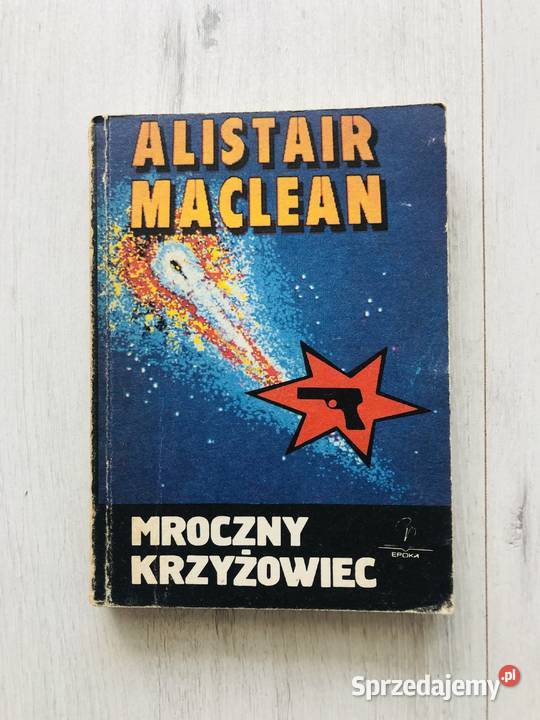 ALISTAIR
MACLEAN
MROCZNY
KRZYŻOWIEC
EPOKA
Sprzedajemy.pl